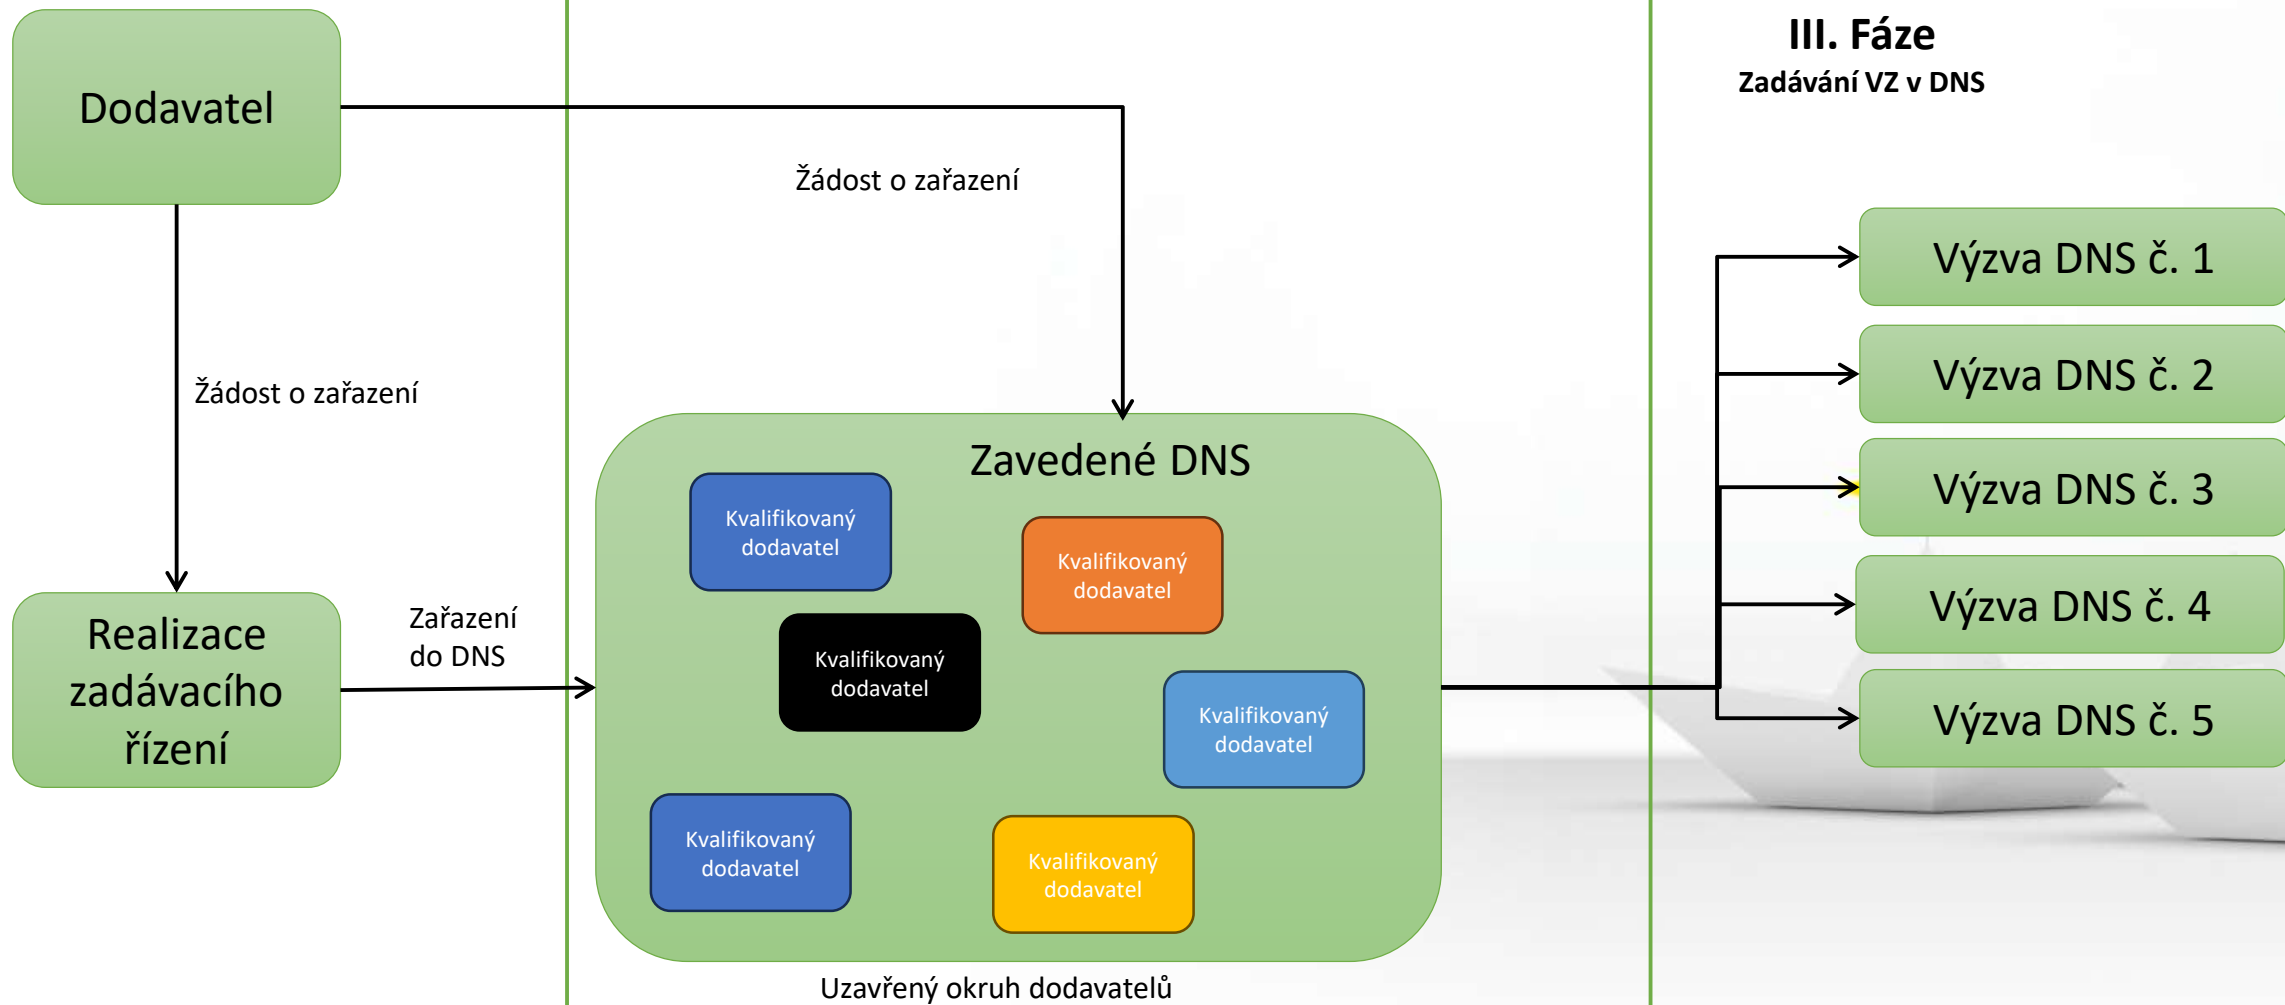 Dodavatel
Žádost o zařazení
Realizace
zadávacího
řízení
Zařazení
do DNS
Žádost o zařazení
Zavedené DNS
Kvalifikovaný
dodavatel
Kvalifikovaný
dodavatel
Kvalifikovaný
dodavatel
Kvalifikovaný
dodavatel
Kvalifikovaný
dodavatel
Kvalifikovaný
dodavatel
Uzavřený okruh dodavatelů
III. Fáze
Zadávání VZ v DNS
Výzva DNS č. 1
Výzva DNS č. 2
Výzva DNS č. 3
Výzva DNS č. 4
Výzva DNS č. 5